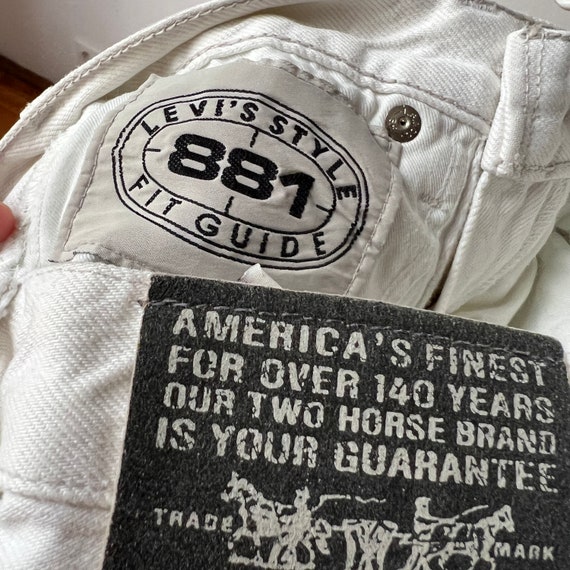 LEVI'S STYLE
881
FIT GUIDE
AMERICA'S FINEST
FOR OVER 140 YEARS
OUR TWO HORSE BRAND
IS YOUR GUARANTEE
TRADE MARK